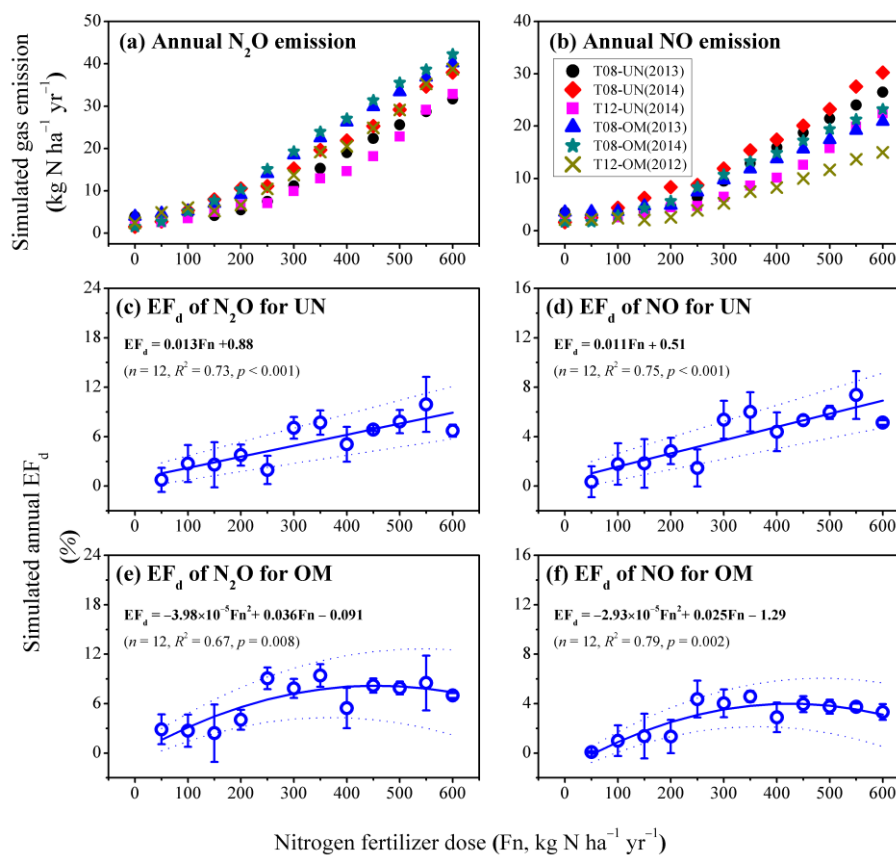 (a) Annual N₂O emission
(b) Annual NO emission
50
40
30
20
10
0
40
30
20
10
0
T08-UN(2013)
T08-UN(2014)
T12-UN(2014)
T08-OM(2013)
T08-OM(2014)
T12-OM(2012)
Simulated gas emission
(kg N ha⁻¹ yr⁻¹)
0 100 200 300 400 500 600
0 100 200 300 400 500 600
(c) EF_d of N₂O for UN
EF_d = 0.013Fn +0.88
(n = 12, R² = 0.73, p < 0.001)
24
18
12
6
0
(d) EF_d of NO for UN
EF_d = 0.011Fn + 0.51
(n = 12, R² = 0.75, p < 0.001)
16
12
8
4
0
0 100 200 300 400 500 600
0 100 200 300 400 500 600
Simulated annual EF_d
(%)
(e) EF_d of N₂O for OM
EF_d = −3.98×10⁻⁵Fn²+ 0.036Fn − 0.091
(n = 12, R² = 0.67, p = 0.008)
24
18
12
6
0
(f) EF_d of NO for OM
EF_d = −2.93×10⁻⁵Fn²+ 0.025Fn − 1.29
(n = 12, R² = 0.79, p = 0.002)
16
12
8
4
0
0 100 200 300 400 500 600
0 100 200 300 400 500 600
Nitrogen fertilizer dose (Fn, kg N ha⁻¹ yr⁻¹)